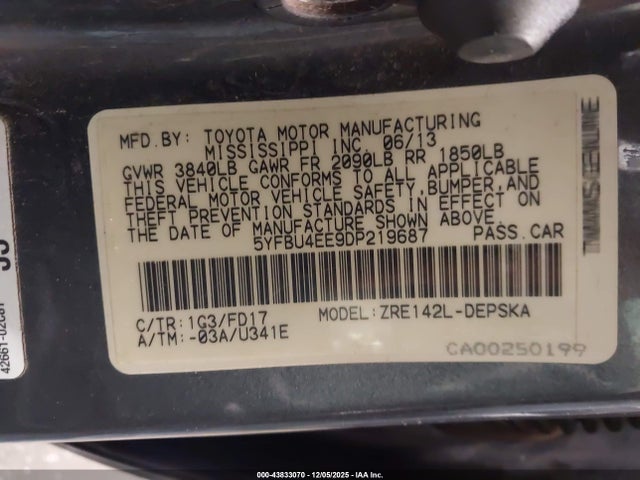 MFD.BY: TOYOTA MOTOR MANUFACTURING
MISSISSIPPI INC. 06/13
GVWR 3840LB GAWR FR 2090LB RR 1850LB
THIS VEHICLE CONFORMS TO ALL APPLICABLE
FEDERAL MOTOR VEHICLE SAFETY,BUMPER,AND
THEFT PREVENTION STANDARDS IN EFFECT ON
THE DATE OF MANUFACTURE SHOWN ABOVE.
5YFBU4EE9DP219687 PASS.CAR
C/TR:1G3/FD17 MODEL:ZRE142L-DEPSKA
A/TM:-03A/U341E
CA00250199
000-43833070 | 12/05/2025 - IAA Inc.